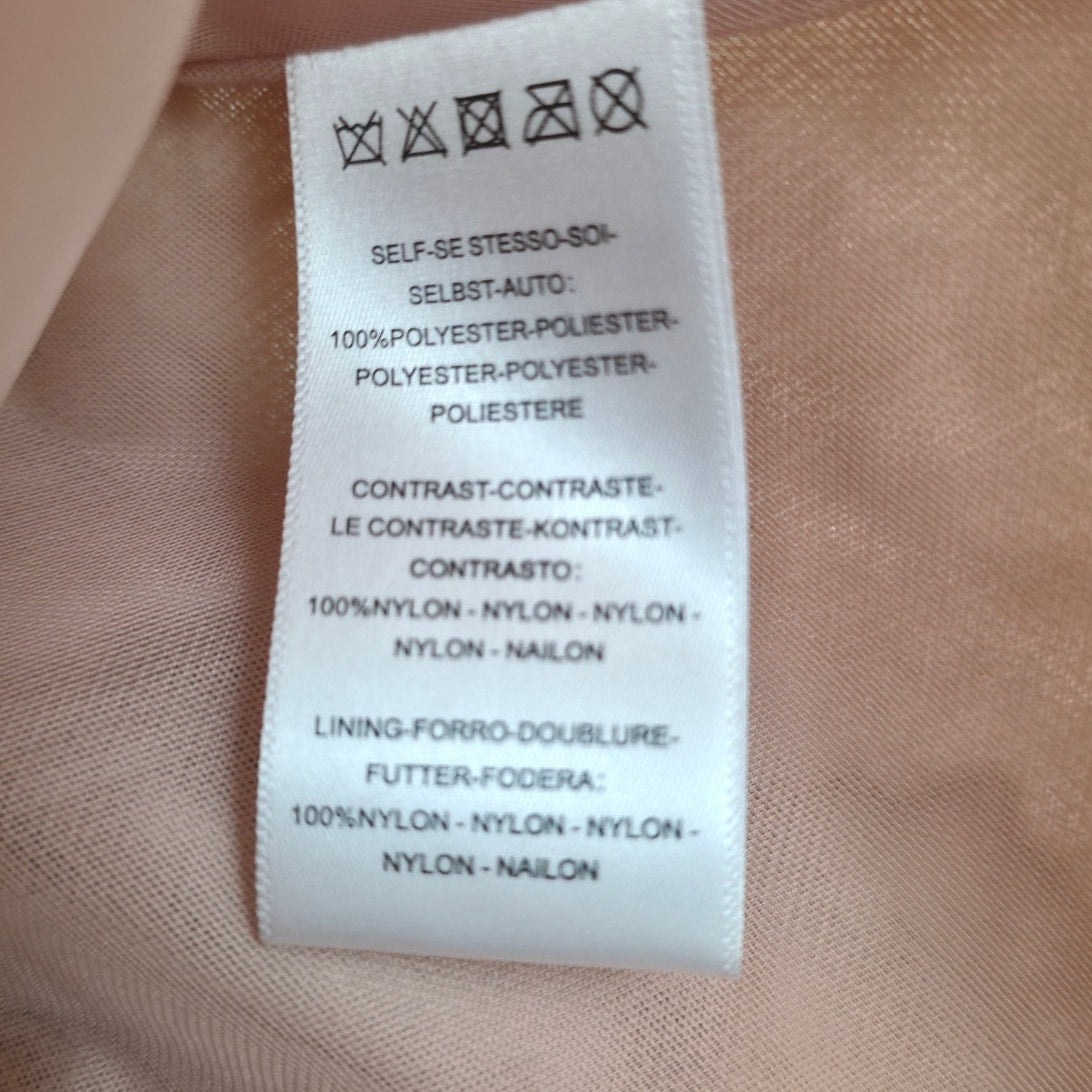 SELF-SE STESSO-SOI-
SELBST-AUTO:
100%POLYESTER-POLIESTER-
POLYESTER-POLYESTER-
POLIESTERE
CONTRAST-CONTRASTE-
LE CONTRASTE-KONTRAST-
CONTRASTO:
100%NYLON - NYLON - NYLON -
NYLON - NAILON
LINING-FORRO-DOUBLURE-
FUTTER-FODERA:
100%NYLON - NYLON - NYLON -
NYLON - NAILON